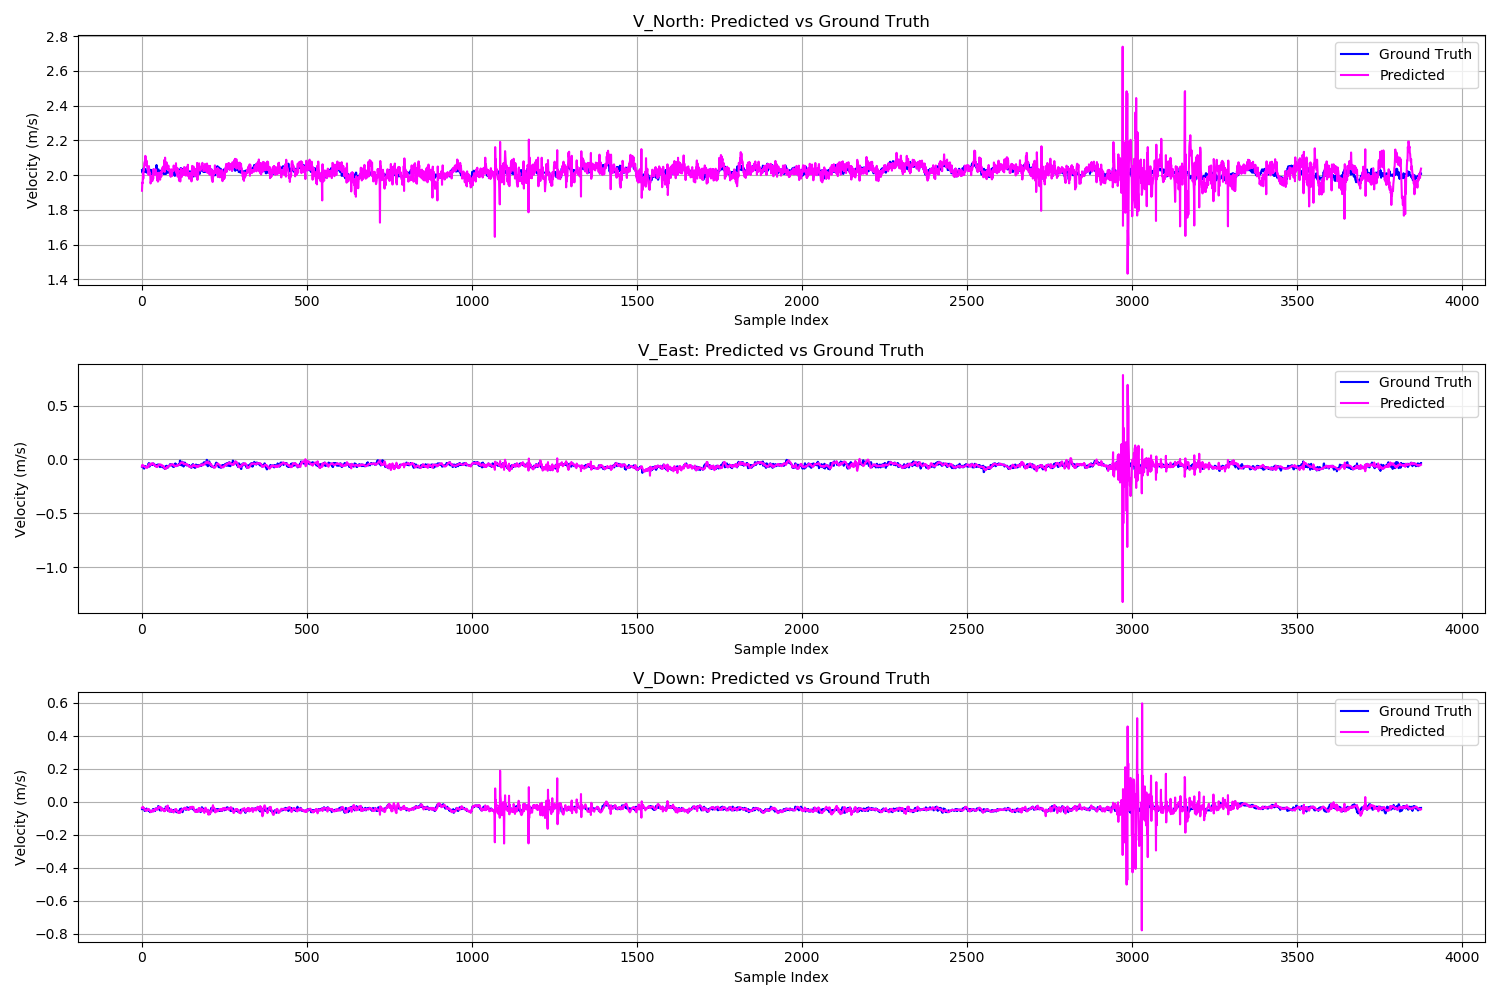 V_North: Predicted vs Ground Truth
2.8
2.6
2.4
2.2
2.0
1.8
1.6
1.4
Velocity (m/s)
Ground Truth
Predicted
0 500 1000 1500 2000 2500 3000 3500 4000
Sample Index
V_East: Predicted vs Ground Truth
0.5
0.0
−0.5
−1.0
Velocity (m/s)
Ground Truth
Predicted
0 500 1000 1500 2000 2500 3000 3500 4000
Sample Index
V_Down: Predicted vs Ground Truth
0.6
0.4
0.2
0.0
−0.2
−0.4
−0.6
−0.8
Velocity (m/s)
Ground Truth
Predicted
0 500 1000 1500 2000 2500 3000 3500 4000
Sample Index